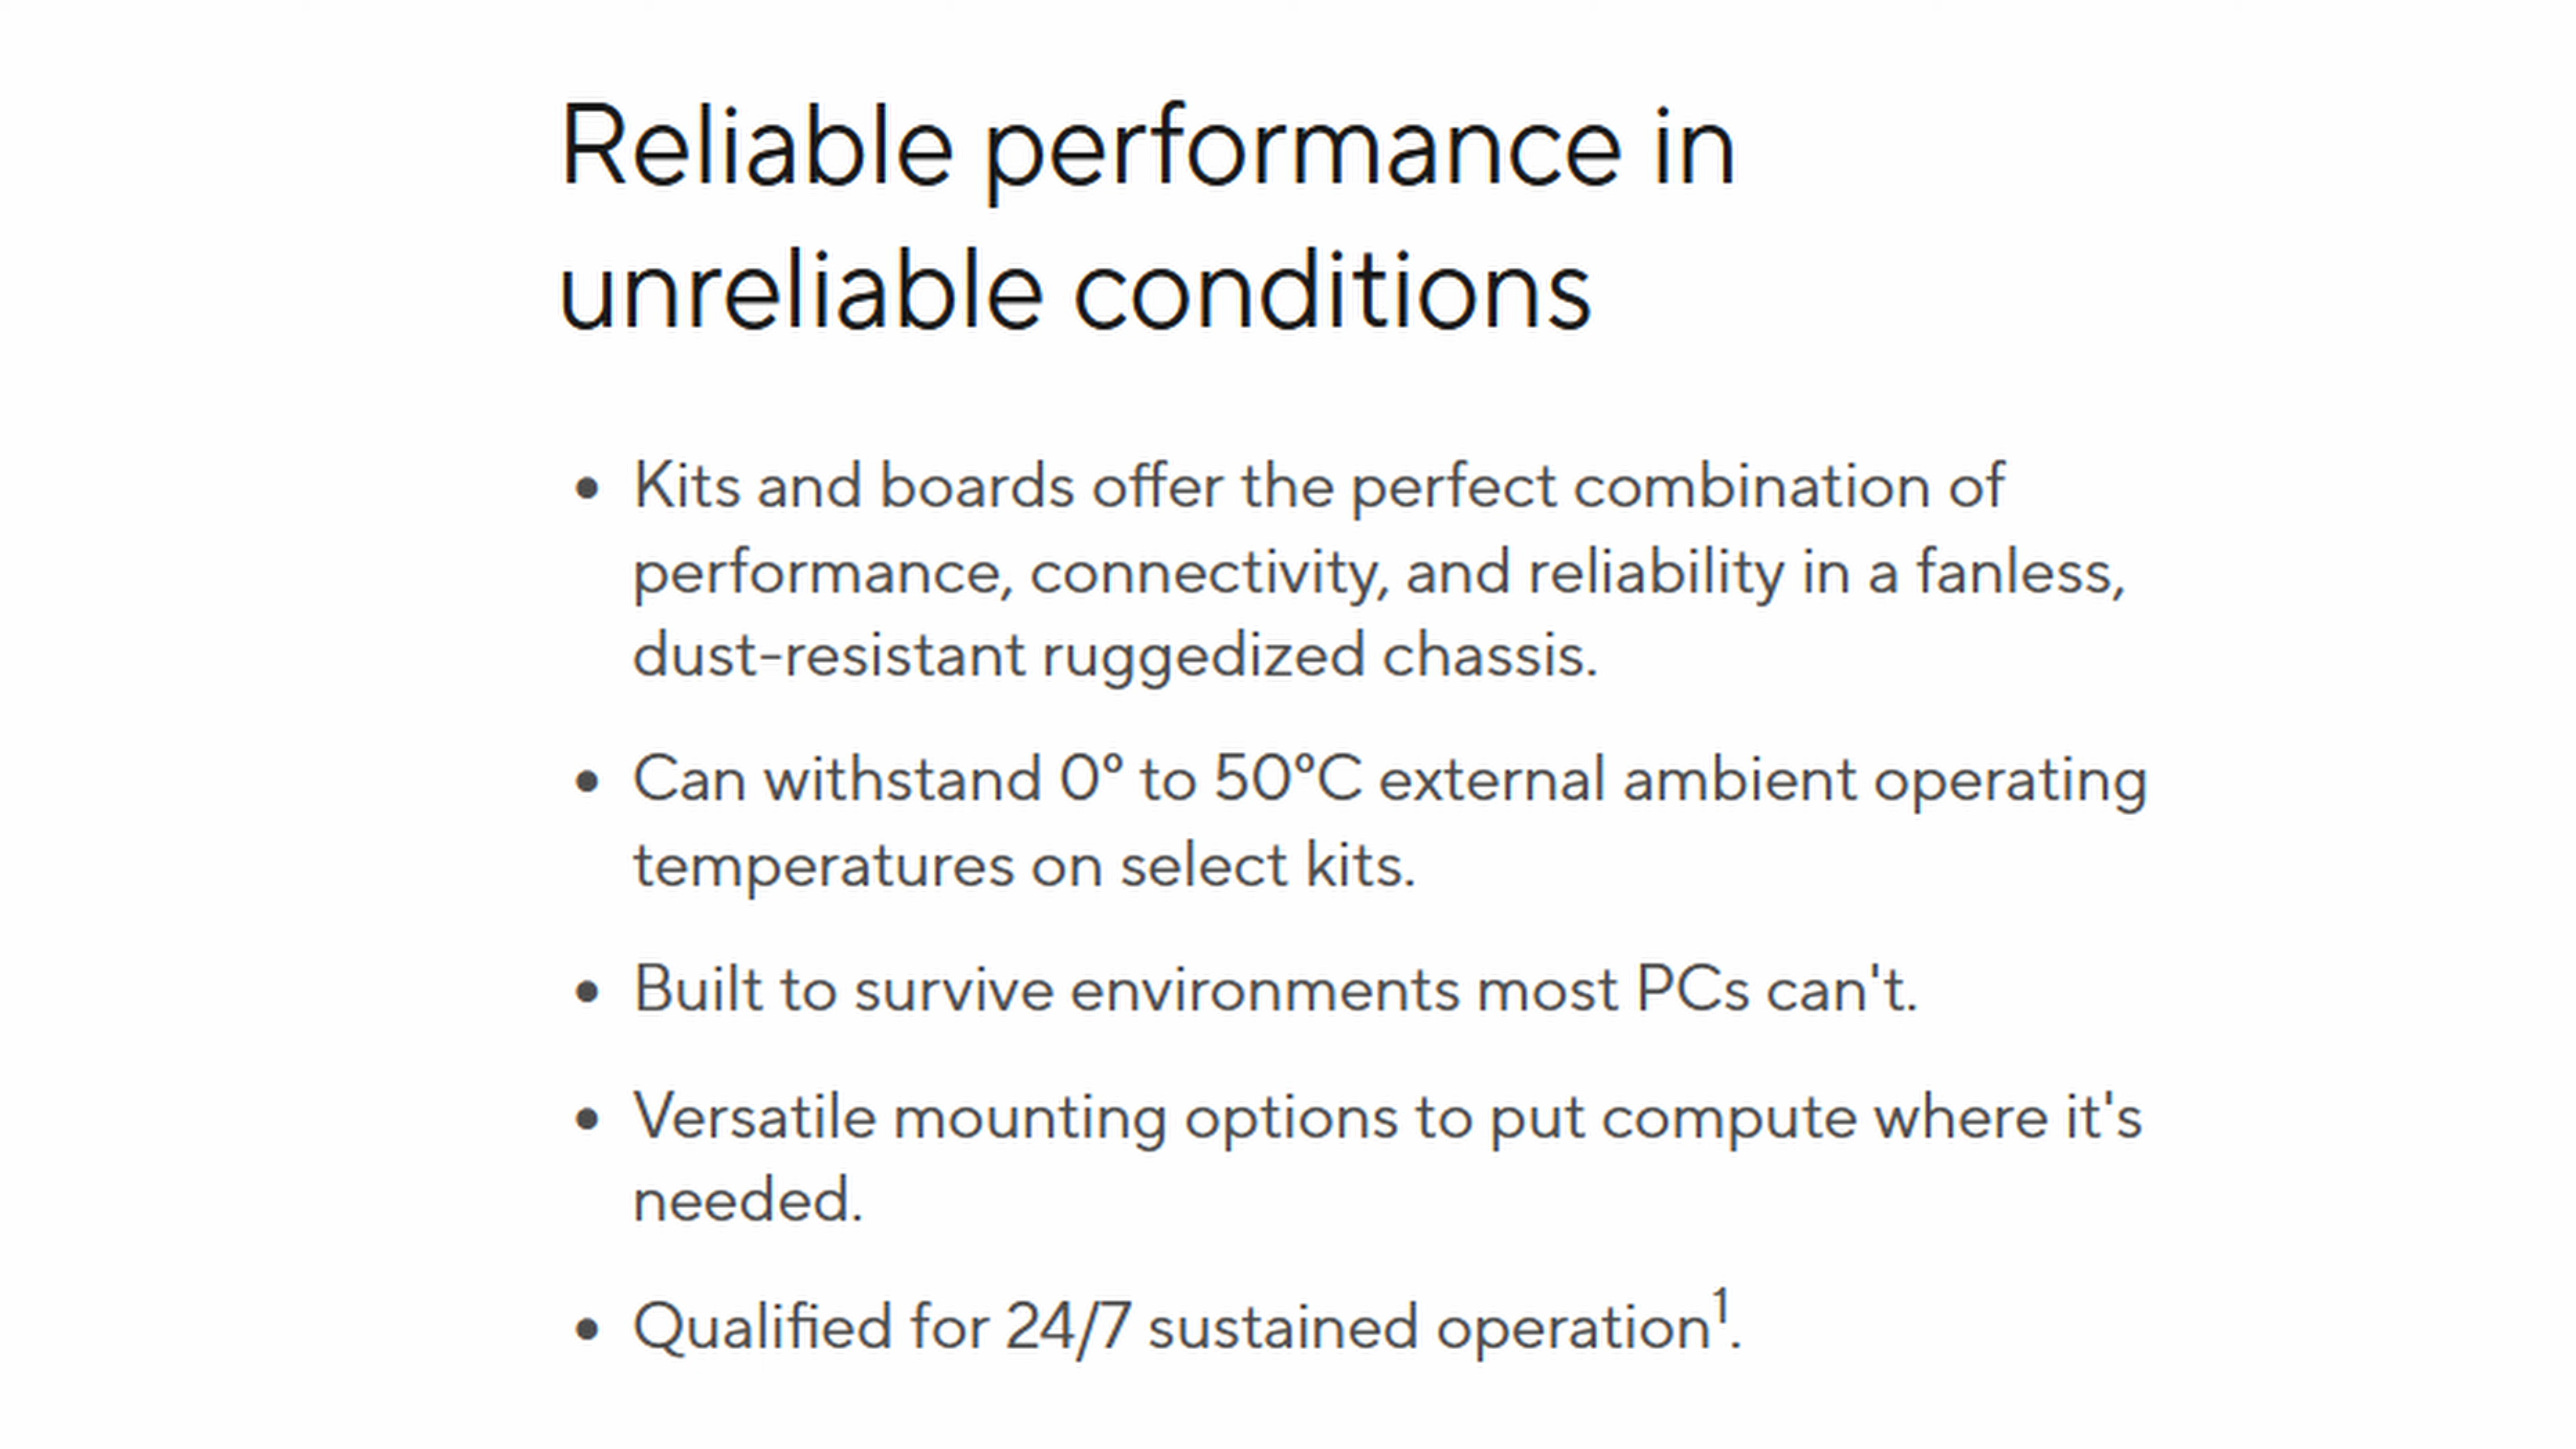 Reliable performance in
unreliable conditions
• Kits and boards offer the perfect combination of
performance, connectivity, and reliability in a fanless,
dust-resistant ruggedized chassis.
• Can withstand 0° to 50°C external ambient operating
temperatures on select kits.
• Built to survive environments most PCs can't.
• Versatile mounting options to put compute where it's
needed.
• Qualified for 24/7 sustained operation¹.